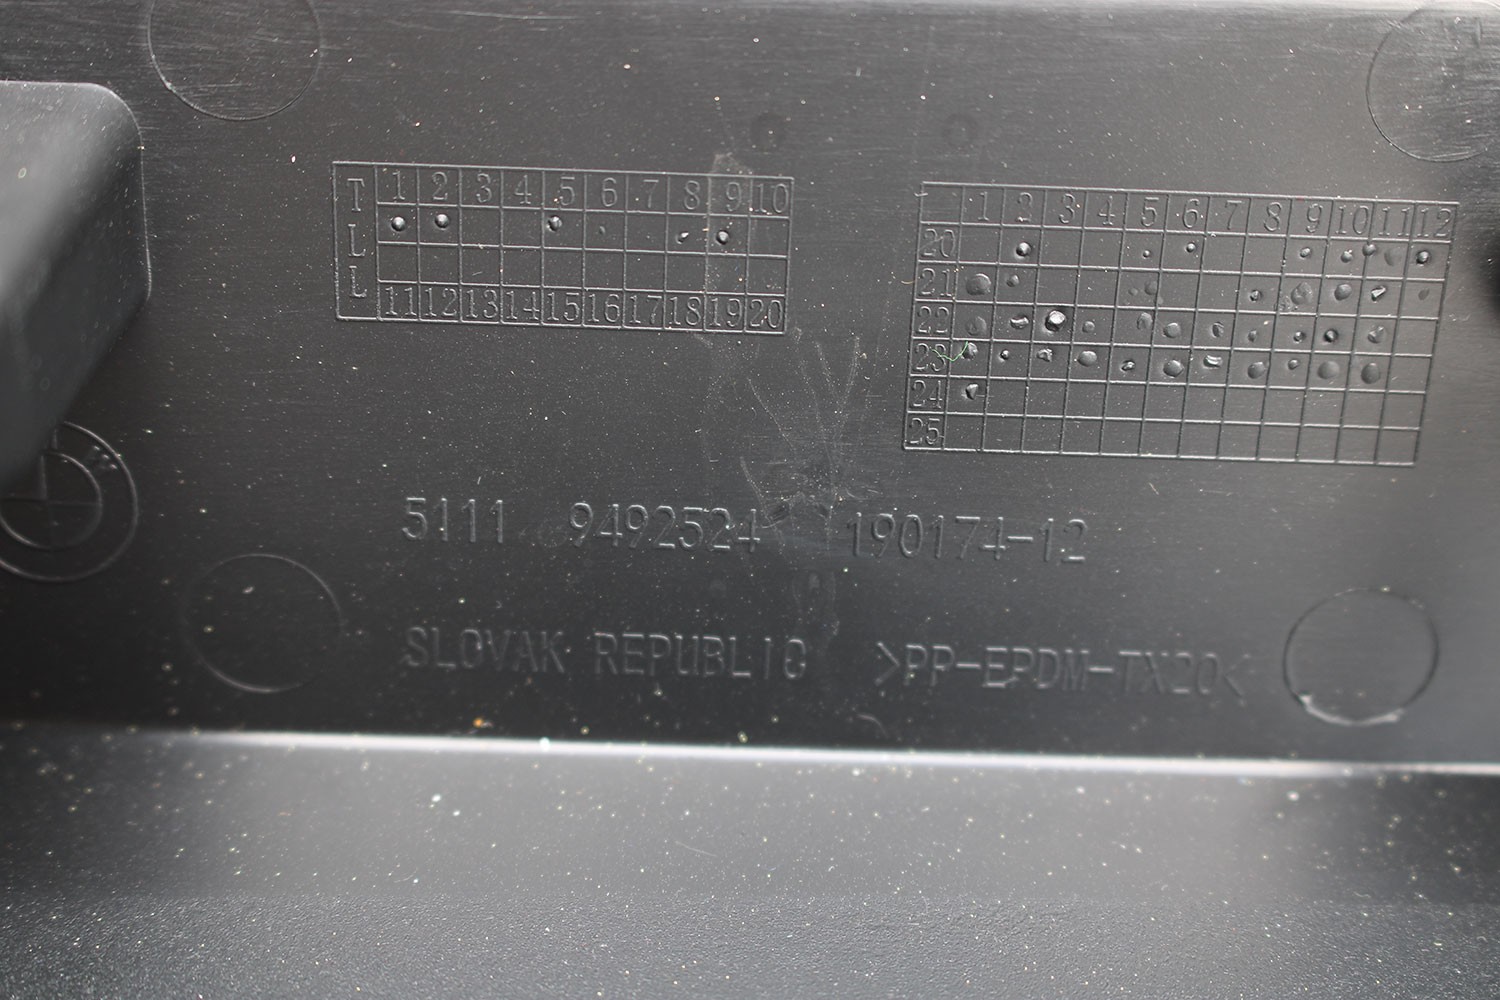 T 1 2 3 4 5 6 7 8 9 10
L
L 11 12 13 14 15 16 17 18 19 20
1 2 3 4 5 6 7 8 9 10 11 12
20
21
22
23
24
25
5111 9492524 190174-12
SLOVAK REPUBLIC >PP-EPDM-TX20<